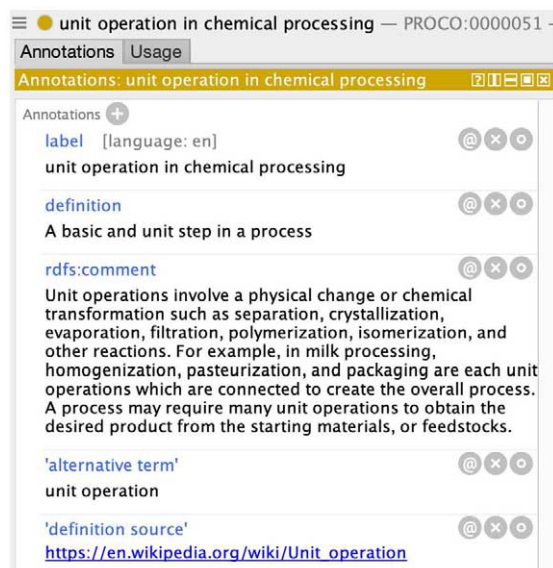 unit operation in chemical processing — PROCO:0000051 -
Annotations Usage
Annotations: unit operation in chemical processing
Annotations
label [language: en]
unit operation in chemical processing
definition
A basic and unit step in a process
rdfs:comment
Unit operations involve a physical change or chemical
transformation such as separation, crystallization,
evaporation, filtration, polymerization, isomerization, and
other reactions. For example, in milk processing,
homogenization, pasteurization, and packaging are each unit
operations which are connected to create the overall process.
A process may require many unit operations to obtain the
desired product from the starting materials, or feedstocks.
'alternative term'
unit operation
'definition source'
https://en.wikipedia.org/wiki/Unit_operation